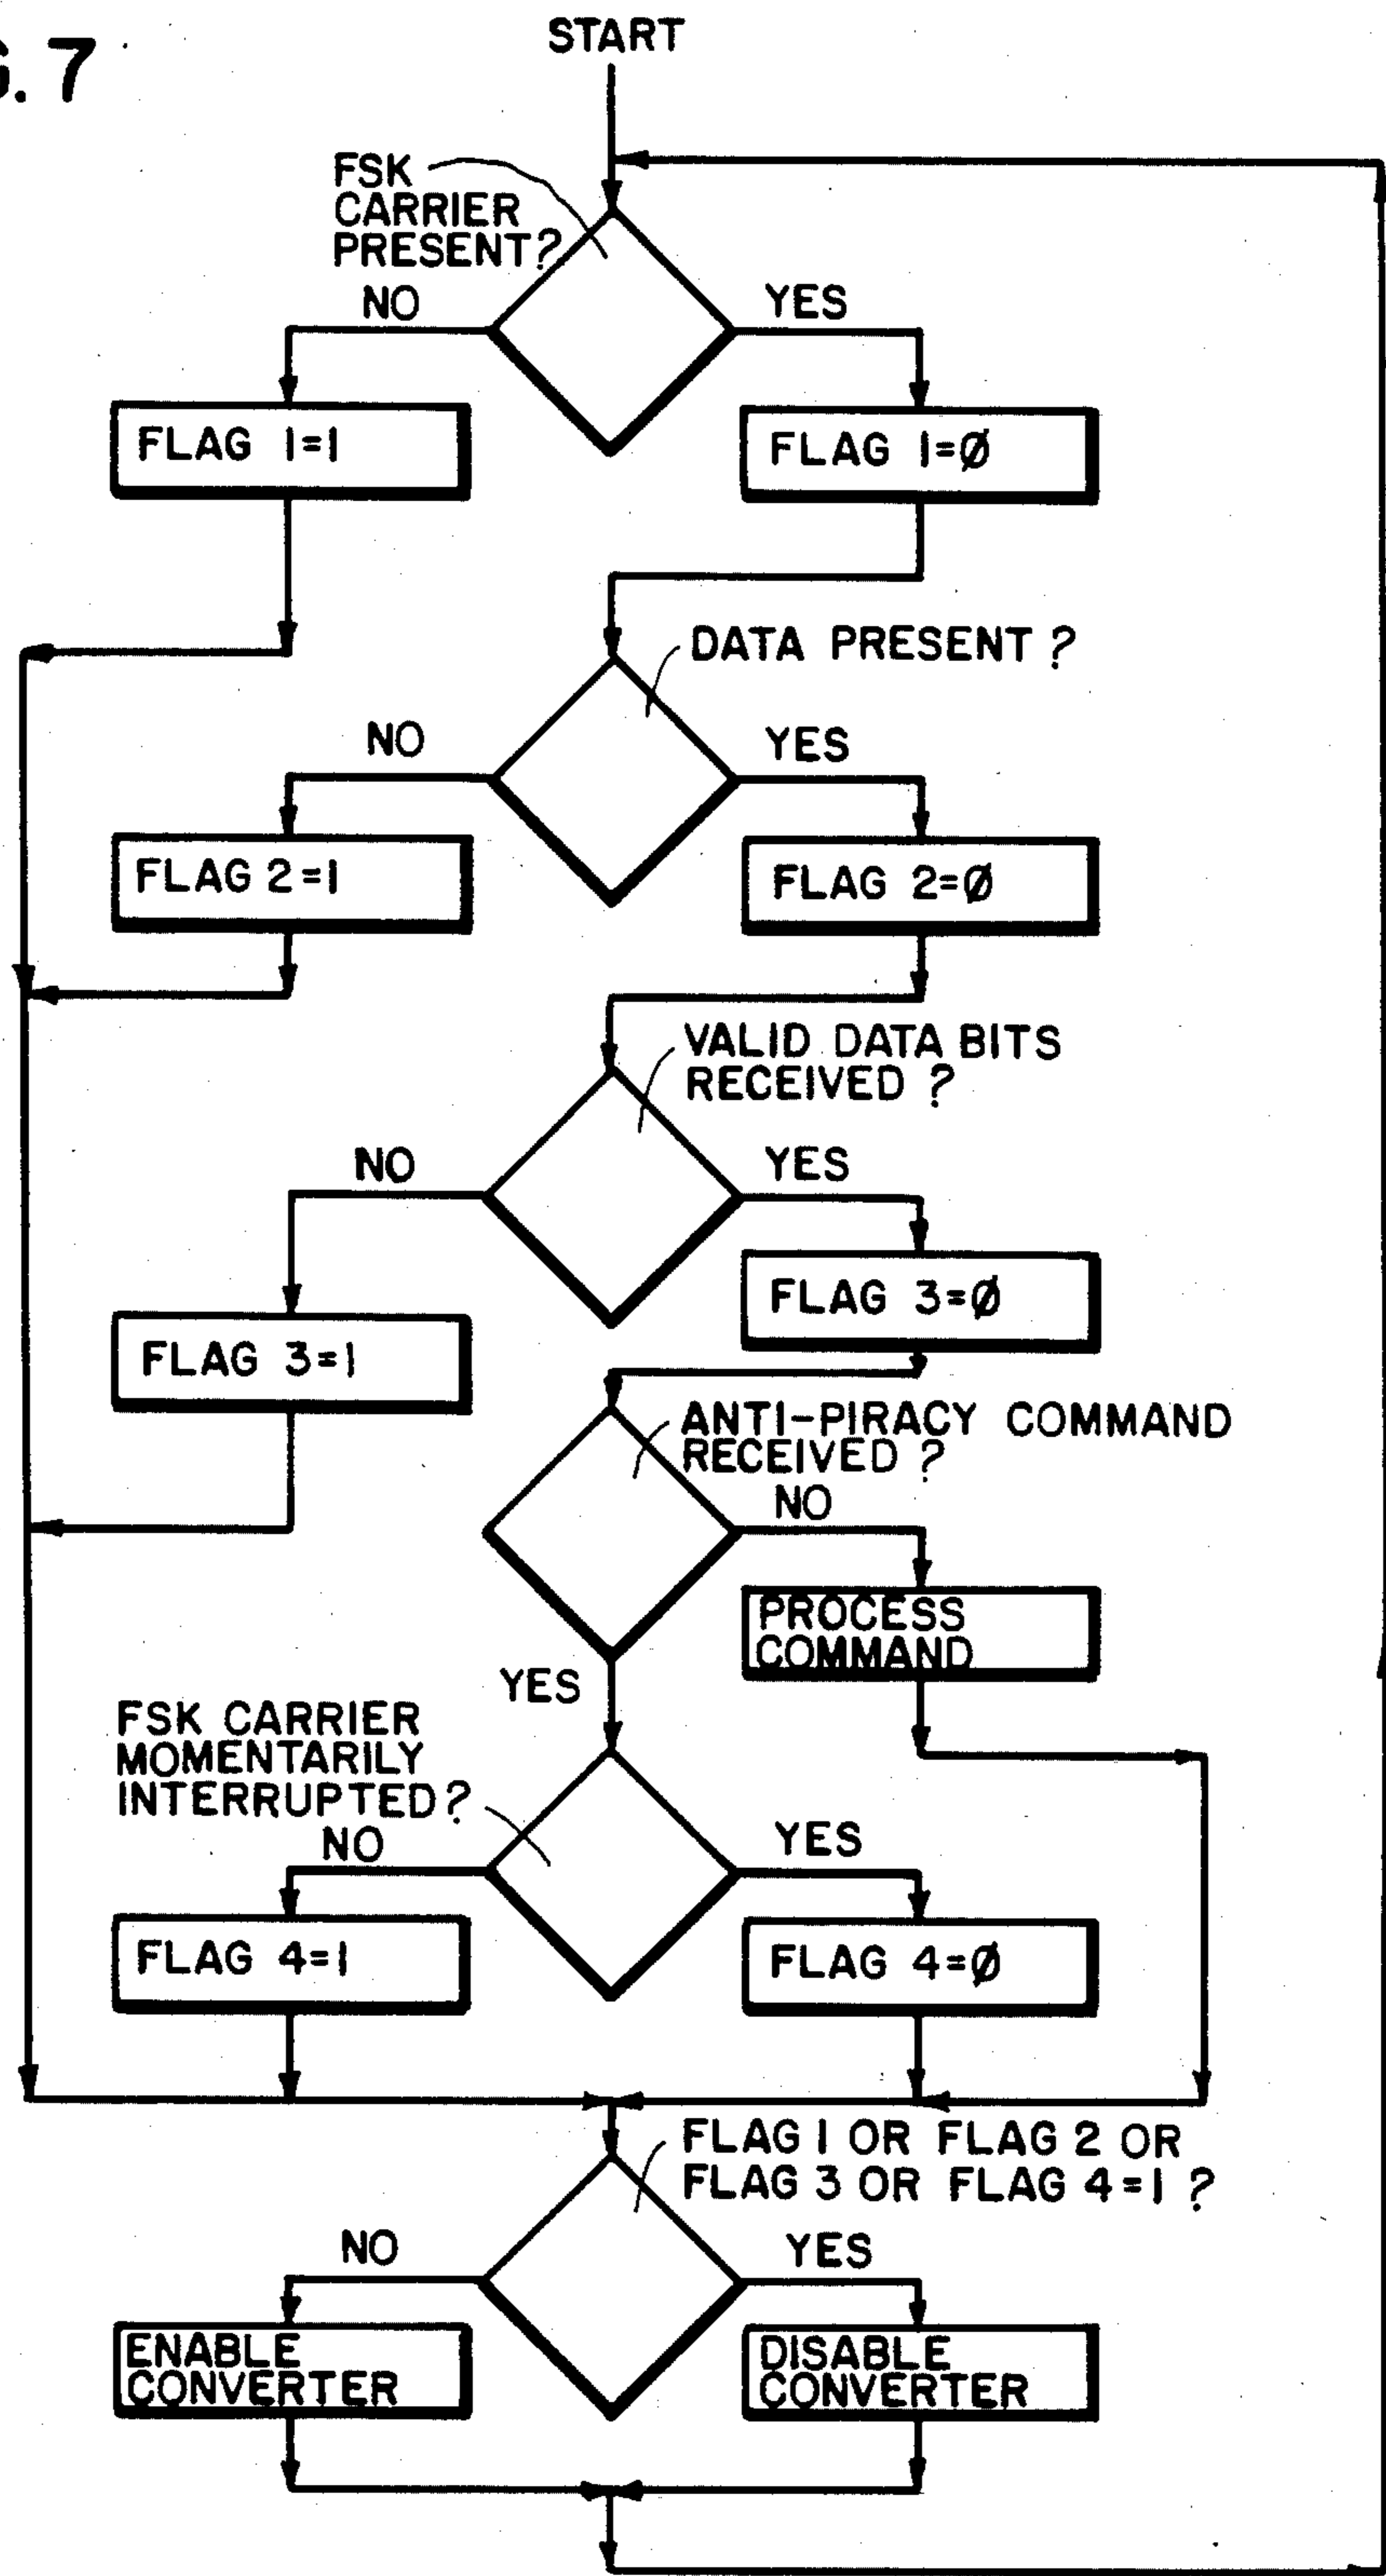 START
G. 7
FSK
CARRIER
PRESENT?
NO
YES
FLAG 1=1
FLAG 1=Ø
DATA PRESENT ?
NO
YES
FLAG 2=1
FLAG 2=Ø
VALID DATA BITS
RECEIVED ?
NO
YES
FLAG 3=Ø
FLAG 3=1
ANTI-PIRACY COMMAND
RECEIVED ?
NO
PROCESS
COMMAND
YES
FSK CARRIER
MOMENTARILY
INTERRUPTED?
NO
YES
FLAG 4=1
FLAG 4=Ø
FLAG 1 OR FLAG 2 OR
FLAG 3 OR FLAG 4=1 ?
NO
YES
ENABLE
CONVERTER
DISABLE
CONVERTER